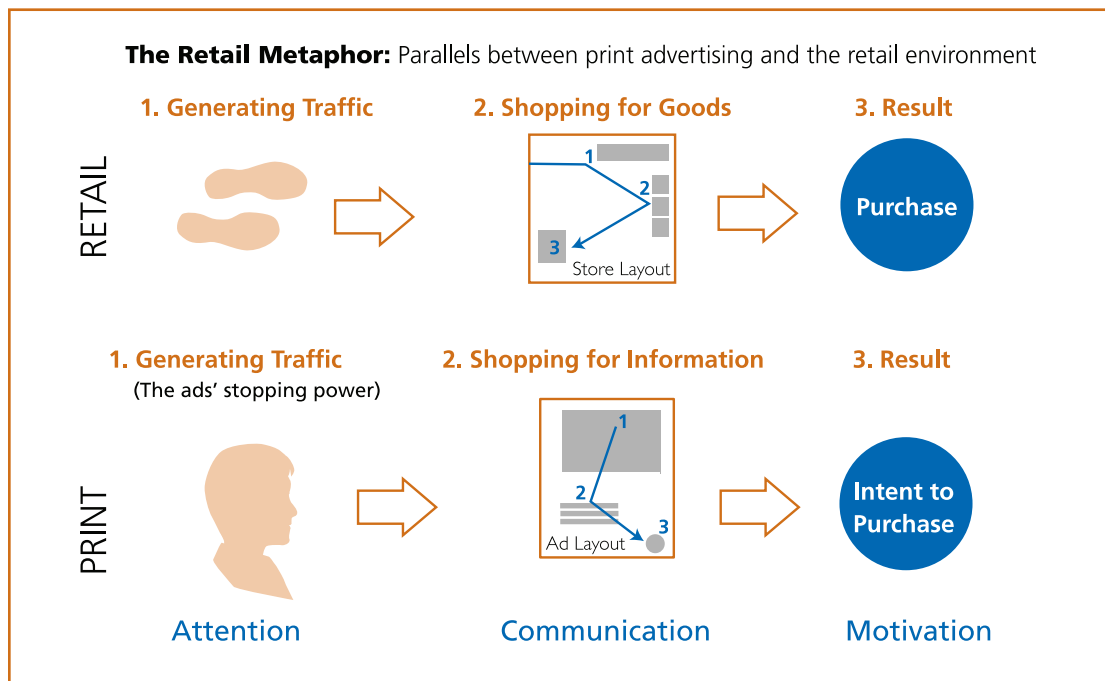 The Retail Metaphor: Parallels between print advertising and the retail environment
1. Generating Traffic
2. Shopping for Goods
3. Result
RETAIL
1
2
3
Store Layout
Purchase
1. Generating Traffic
(The ads’ stopping power)
2. Shopping for Information
3. Result
PRINT
1
2
3
Ad Layout
Intent to
Purchase
Attention
Communication
Motivation